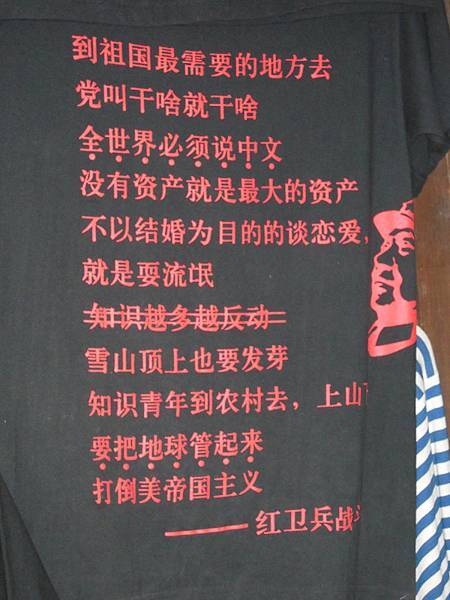 到祖国最需要的地方去
党叫干啥就干啥
全世界必须说中文
没有资产就是最大的资产
不以结婚为目的的谈恋爱，
就是耍流氓
知识越多越反动
雪山顶上也要发芽
知识青年到农村去，上山
要把地球管起来
打倒美帝国主义
——红卫兵战